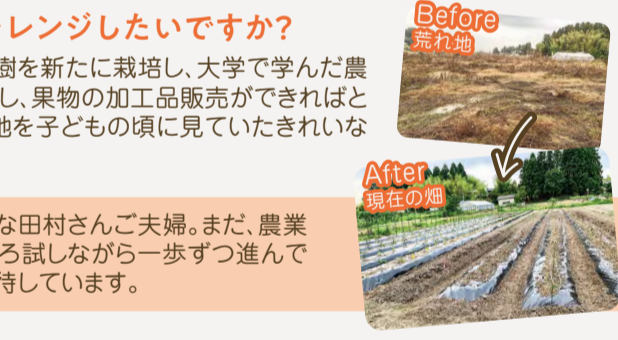 レンジしたいですか?
樹を新たに栽培し、大学で学んだ農
し、果物の加工品販売ができればと
地を子どもの頃に見ていたきれいな
な田村さんご夫婦。まだ、農業
ろ試しながら一歩ずつ進んで
待しています。
Before
荒れ地
After
現在の畑